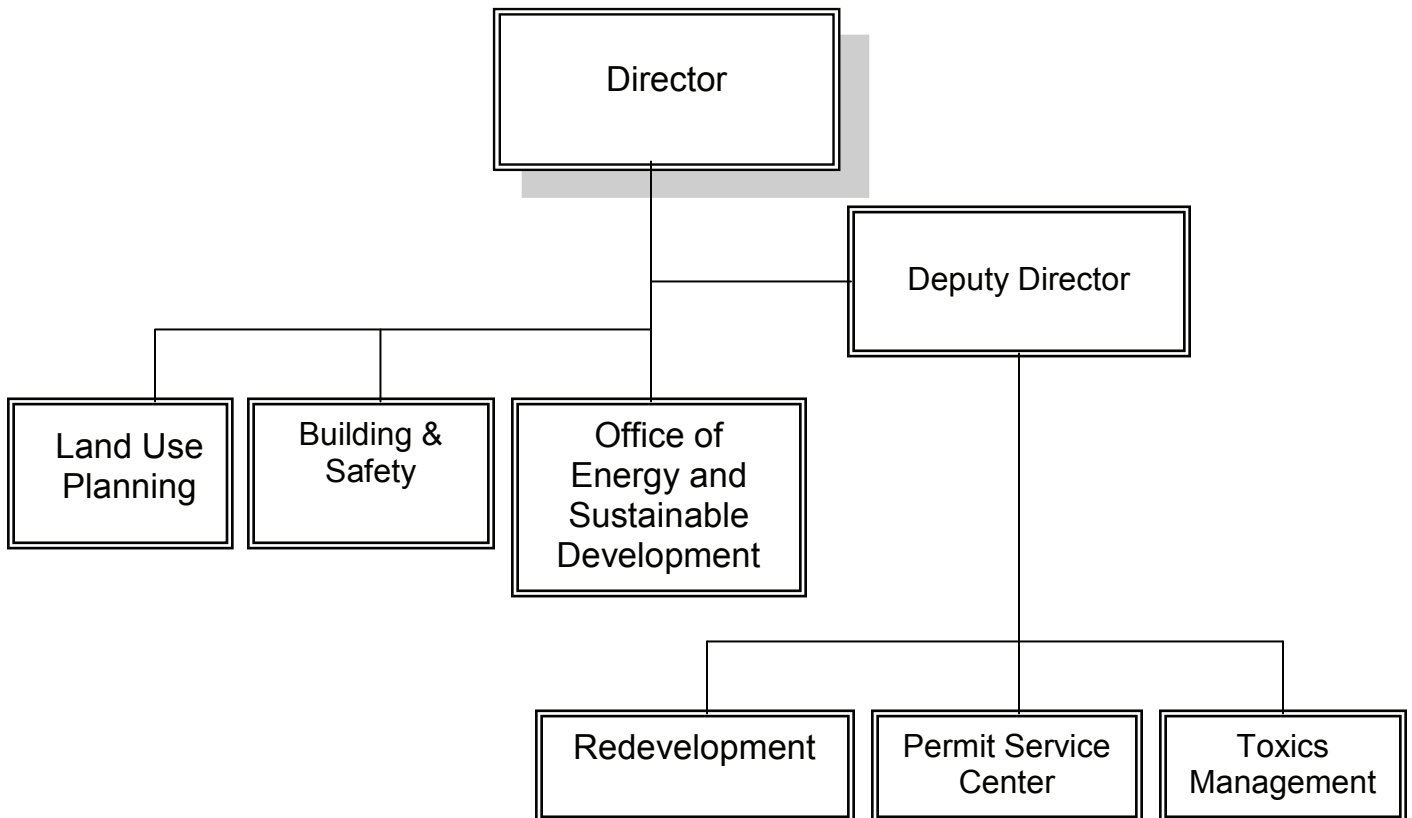 Director
Deputy Director
Land Use
Planning
Building &
Safety
Office of
Energy and
Sustainable
Development
Redevelopment
Permit Service
Center
Toxics
Management